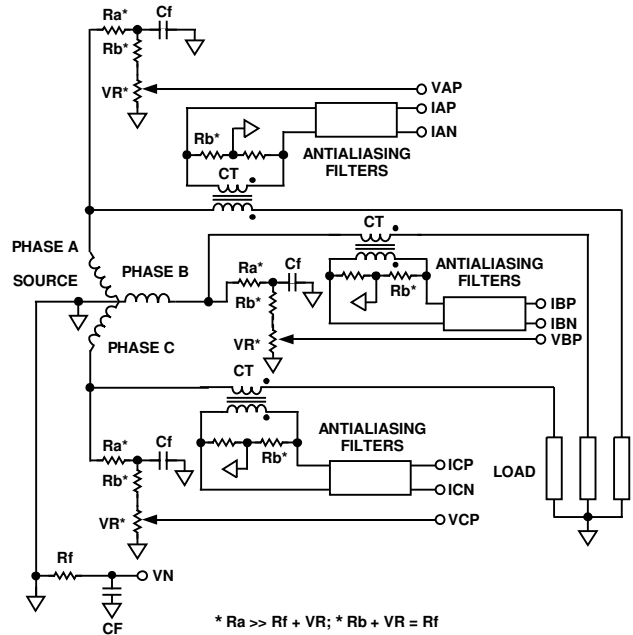 Ra*
Cf
Rb*
VR*
VAP
IAP
IAN
Rb*
ANTIALIASING
FILTERS
CT
CT
PHASE A
SOURCE
PHASE B
Ra*
Cf
ANTIALIASING
FILTERS
Rb*
Rb*
IBP
IBN
VR*
VBP
PHASE C
CT
Ra*
Cf
ANTIALIASING
FILTERS
Rb*
Rb*
ICP
ICN
LOAD
VR*
VCP
Rf
VN
CF
* Ra >> Rf + VR; * Rb + VR = Rf